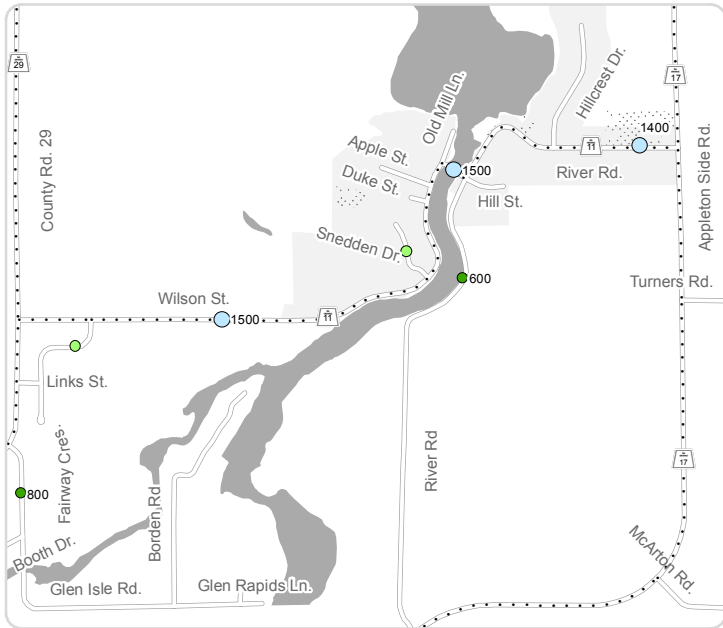 29
County Rd. 29
Old Mill Ln.
Hillcrest Dr.
17
Apple St.
Duke St.
1500
11
1400
River Rd.
Hill St.
Appleton Side Rd.
Snedden Dr.
600
Turners Rd.
Wilson St.
1500
11
Links St.
Fairway Cres.
800
River Rd
17
Borden Rd
Booth Dr.
Glen Isle Rd.
Glen Rapids Ln.
McArton Rd.